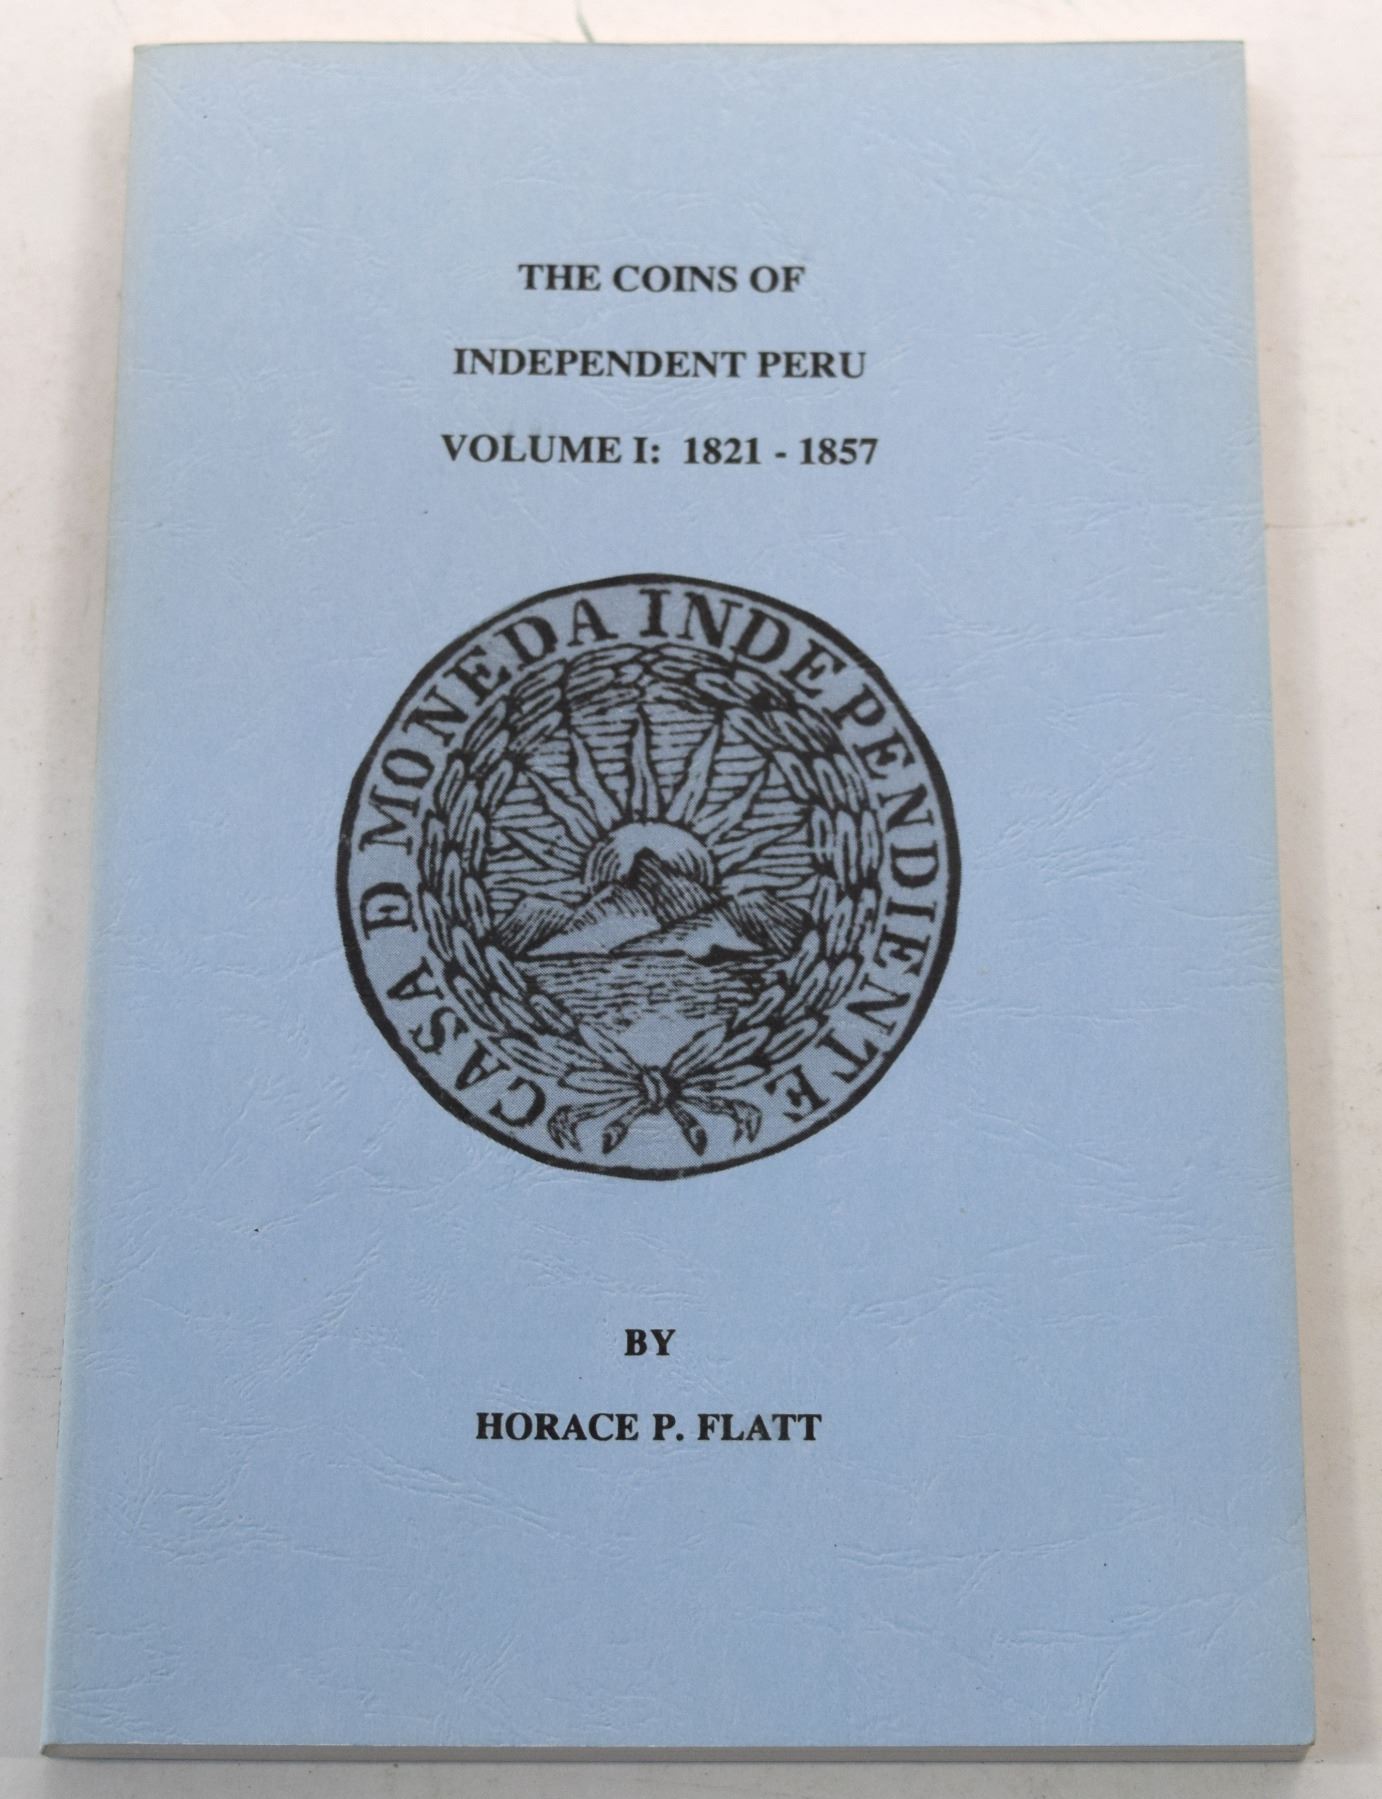 THE COINS OF
INDEPENDENT PERU
VOLUME I: 1821 - 1857
CASA D MONEDA INDEPENDIENTE
BY
HORACE P. FLATT